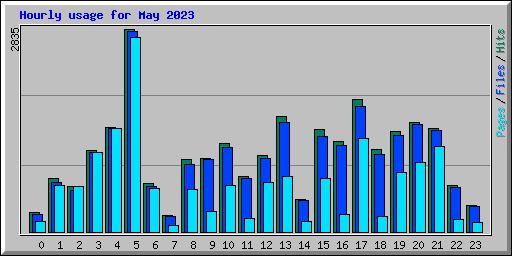 Hourly usage for May 2023
2835
Pages / Files / Hits
0 1 2 3 4 5 6 7 8 9 10 11 12 13 14 15 16 17 18 19 20 21 22 23